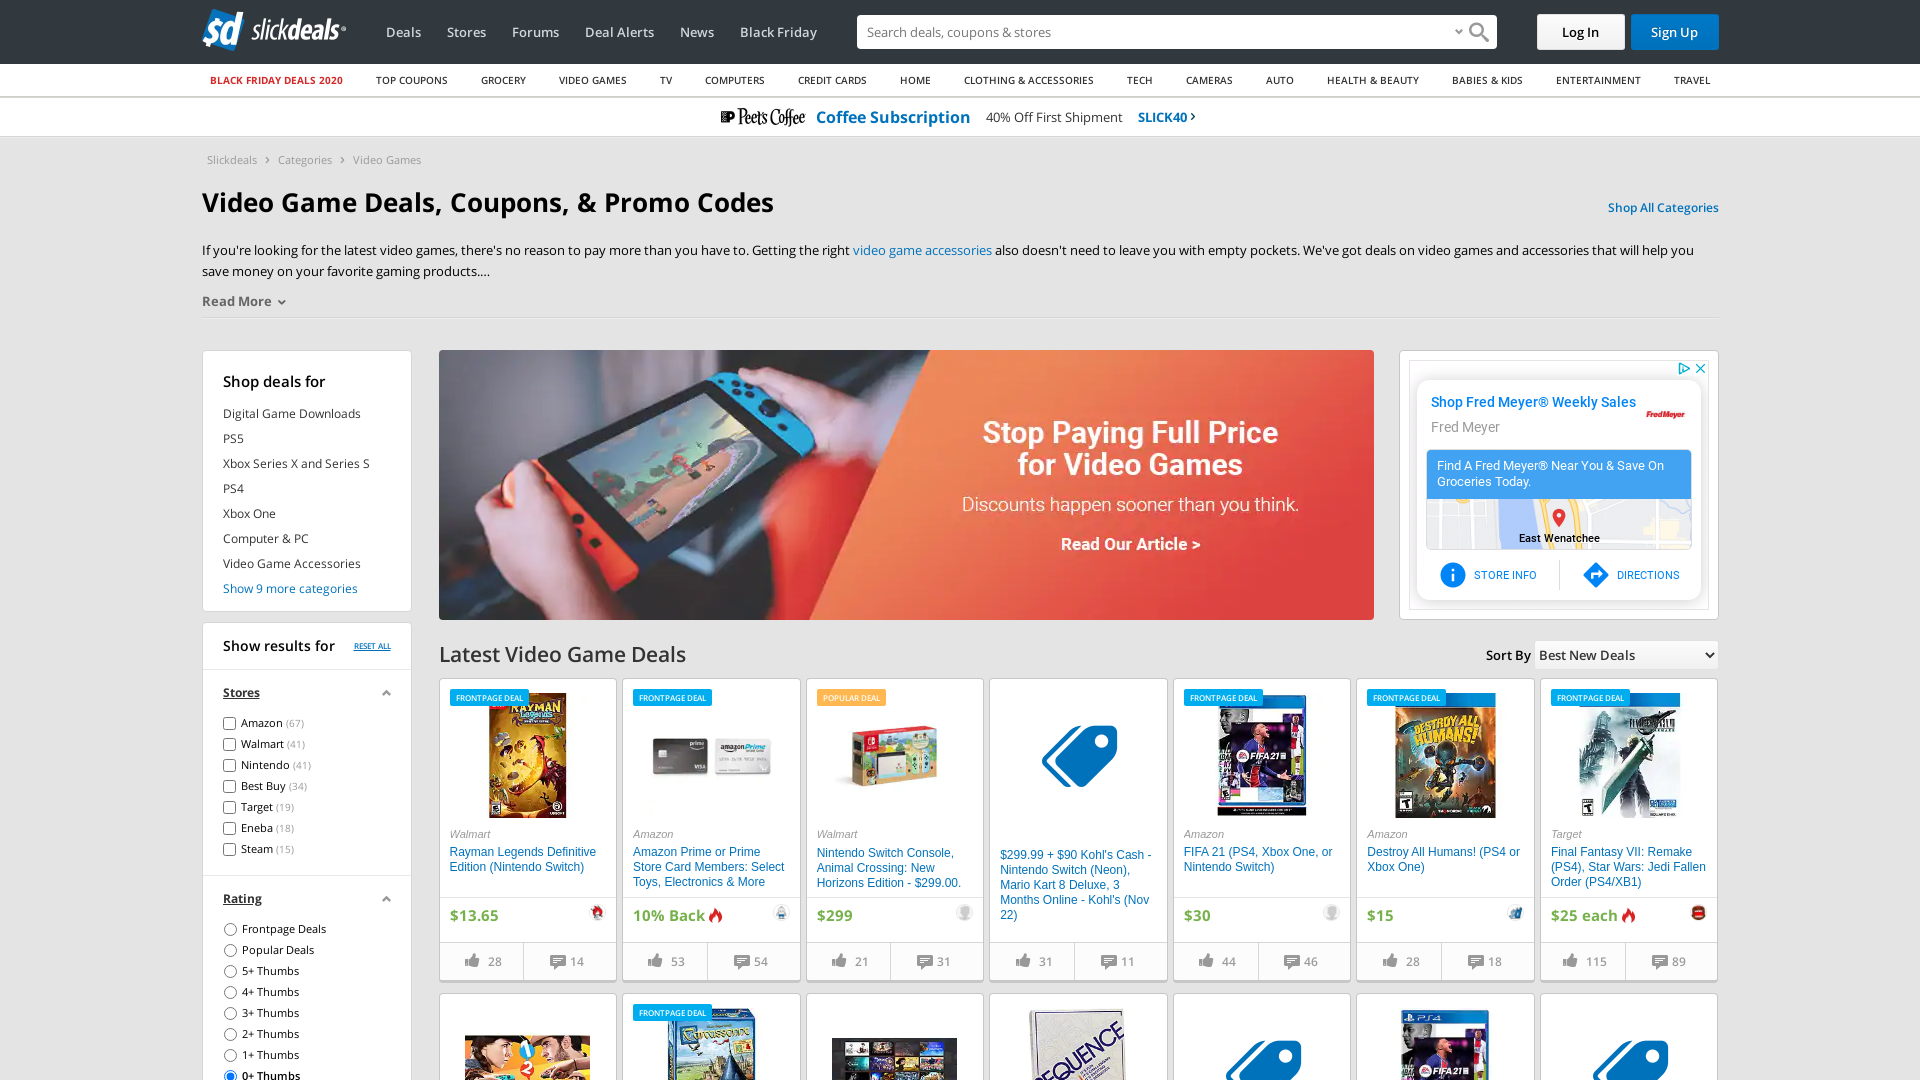 slickdeals
Deals
Stores
Forums
Deal Alerts
News
Black Friday
Search deals, coupons & stores
Log In
Sign Up
BLACK FRIDAY DEALS 2020
TOP COUPONS
GROCERY
VIDEO GAMES
TV
COMPUTERS
CREDIT CARDS
HOME
CLOTHING & ACCESSORIES
TECH
CAMERAS
AUTO
HEALTH & BEAUTY
BABIES & KIDS
ENTERTAINMENT
TRAVEL
Peet's Coffee Coffee Subscription 40% Off First Shipment SLICK40
Slickdeals > Categories > Video Games
Video Game Deals, Coupons, & Promo Codes
Shop All Categories
If you're looking for the latest video games, there's no reason to pay more than you have to. Getting the right video game accessories also doesn't need to leave you with empty pockets. We've got deals on video games and accessories that will help you
save money on your favorite gaming products....
Read More
Shop deals for
Digital Game Downloads
PS5
Xbox Series X and Series S
PS4
Xbox One
Computer & PC
Video Game Accessories
Show 9 more categories
Show results for
RESET ALL
Stores
Amazon (67)
Walmart (41)
Nintendo (41)
Best Buy (34)
Target (19)
Eneba (18)
Steam (15)
Rating
Frontpage Deals
Popular Deals
5+ Thumbs
4+ Thumbs
3+ Thumbs
2+ Thumbs
1+ Thumbs
0+ Thumbs
Stop Paying Full Price
for Video Games
Discounts happen sooner than you think.
Read Our Article >
Shop Fred Meyer® Weekly Sales
Fred Meyer
Fred Meyer
Find A Fred Meyer® Near You & Save On
Groceries Today.
East Wenatchee
STORE INFO
DIRECTIONS
Latest Video Game Deals
Sort By
Best New Deals
FRONTPAGE DEAL
RAYMAN
Legends
Walmart
Rayman Legends Definitive
Edition (Nintendo Switch)
$13.65
28
14
FRONTPAGE DEAL
prime
VISA
amazonPrime
Amazon
Amazon Prime or Prime
Store Card Members: Select
Toys, Electronics & More
10% Back
53
54
POPULAR DEAL
Walmart
Nintendo Switch Console,
Animal Crossing: New
Horizons Edition - $299.00.
$299
21
31
$299.99 + $90 Kohl's Cash -
Nintendo Switch (Neon),
Mario Kart 8 Deluxe, 3
Months Online - Kohl's (Nov
22)
31
11
FRONTPAGE DEAL
FIFA 21
Amazon
FIFA 21 (PS4, Xbox One, or
Nintendo Switch)
$30
44
46
FRONTPAGE DEAL
DESTROY ALL
HUMANS!
Amazon
Destroy All Humans! (PS4 or
Xbox One)
$15
28
18
FRONTPAGE DEAL
Target
Final Fantasy VII: Remake
(PS4), Star Wars: Jedi Fallen
Order (PS4/XB1)
$25 each
115
89
FRONTPAGE DEAL
Carcassonne
SEQUENCE
PS4
FIFA 21